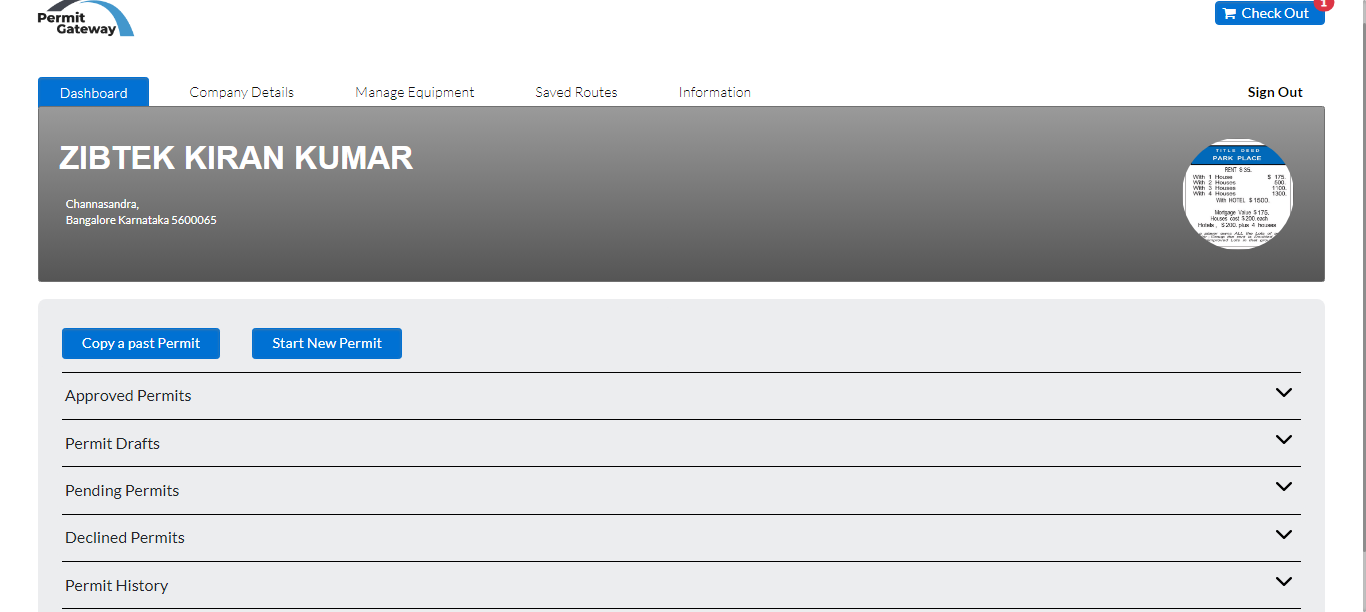 Permit
Gateway
1
Check Out
Dashboard
Company Details
Manage Equipment
Saved Routes
Information
Sign Out
ZIBTEK KIRAN KUMAR
Channasandra,
Bangalore Karnataka 5600065
TITLE DEED
PARK PLACE
RENT $35.
With 1 House $ 175.
With 2 Houses 500.
With 3 Houses 1100.
With 4 Houses 1300.
With HOTEL $1500.
Mortgage Value $175.
Houses cost $200. each
Hotels, $200. plus 4 houses
Copy a past Permit
Start New Permit
Approved Permits
Permit Drafts
Pending Permits
Declined Permits
Permit History